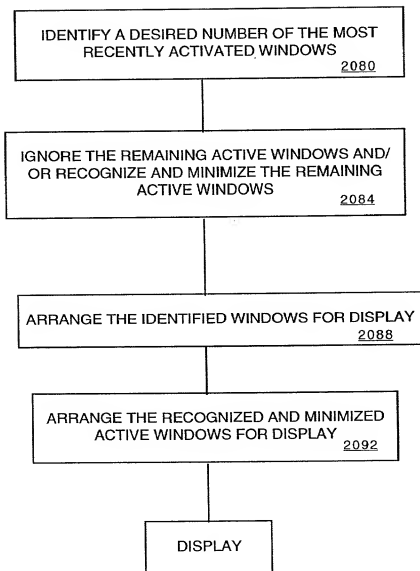 IDENTIFY A DESIRED NUMBER OF THE MOST
RECENTLY ACTIVATED WINDOWS
2080
IGNORE THE REMAINING ACTIVE WINDOWS AND/
OR RECOGNIZE AND MINIMIZE THE REMAINING
ACTIVE WINDOWS
2084
ARRANGE THE IDENTIFIED WINDOWS FOR DISPLAY
2088
ARRANGE THE RECOGNIZED AND MINIMIZED
ACTIVE WINDOWS FOR DISPLAY
2092
DISPLAY